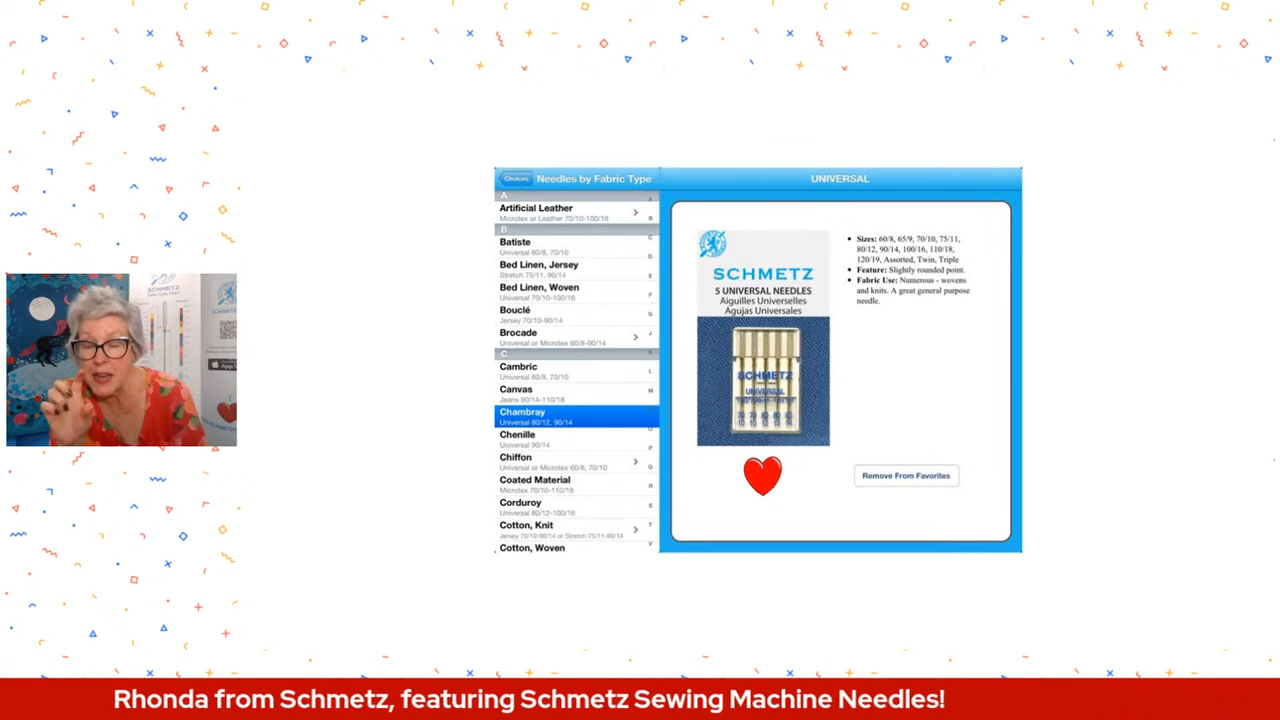 Choices
Needles by Fabric Type
UNIVERSAL
A
Artificial Leather
Microtex or Leather 70/10-100/16
B
Batiste
Universal 60/8, 70/10
Bed Linen, Jersey
Stretch 75/11, 90/14
Bed Linen, Woven
Universal 70/10-100/16
Bouclé
Jersey 70/10-90/14
Brocade
Universal or Microtex 60/8-90/14
C
Cambric
Universal 60/8, 70/10
Canvas
Jeans 90/14-110/18
Chambray
Universal 80/12, 90/14
Chenille
Universal 90/14
Chiffon
Universal or Microtex 60/8, 70/10
Coated Material
Microtex 70/10-110/18
Corduroy
Universal 80/12-100/16
Cotton, Knit
Jersey 70/10-90/14 or Stretch 75/11-90/14
Cotton, Woven
SCHMETZ
5 UNIVERSAL NEEDLES
Aiguilles Universelles
Agujas Universales
SCHMETZ
UNIVERSAL
• Sizes: 60/8, 65/9, 70/10, 75/11,
80/12, 90/14, 100/16, 110/18,
120/19, Assorted, Twin, Triple
• Feature: Slightly rounded point.
• Fabric Use: Numerous - wovens
and knits. A great general purpose
needle.
Remove From Favorites
SCHMETZ
Rhonda from Schmetz, featuring Schmetz Sewing Machine Needles!